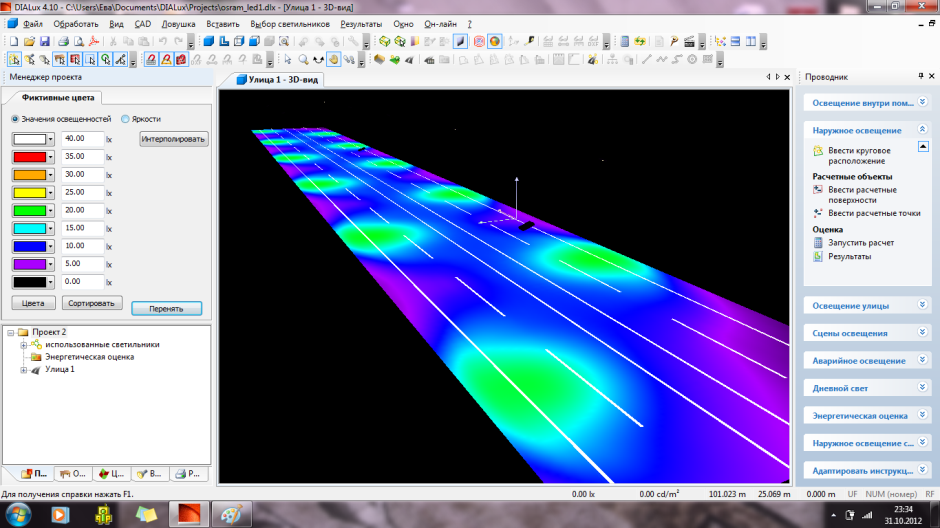 DIALux 4.10 - C:\Users\Ева\Documents\DIALux\Projects\osram_led1.dlx - [Улица 1 - 3D-вид]
Файл Обработать Вид CAD Ловушка Вставить Выбор светильников Результаты Окно Он-лайн ?
Менеджер проекта
Улица 1 - 3D-вид
Проводник
Фиктивные цвета
Значения освещенностей Яркости
40.00 lx Интерполировать
35.00 lx
30.00 lx
25.00 lx
20.00 lx
15.00 lx
10.00 lx
5.00 lx
0.00 lx
Цвета Сортировать Перенять
Проект 2
использованные светильники
Энергетическая оценка
Улица 1
П... О... Ц... В... Р...
Освещение внутри пом...
Наружное освещение
Ввести круговое
расположение
Расчетные объекты
Ввести расчетные
поверхности
Ввести расчетные точки
Оценка
Запустить расчет
Результаты
Освещение улицы
Сцены освещения
Аварийное освещение
Дневной свет
Энергетическая оценка
Наружное освещение с...
Адаптировать инструкц...
Для получения справки нажать F1.
0.00 lx 0.00 cd/m² 101.023 m 25.069 m 0.000 m UF NUM (номер) RF
23:34
31.10.2012